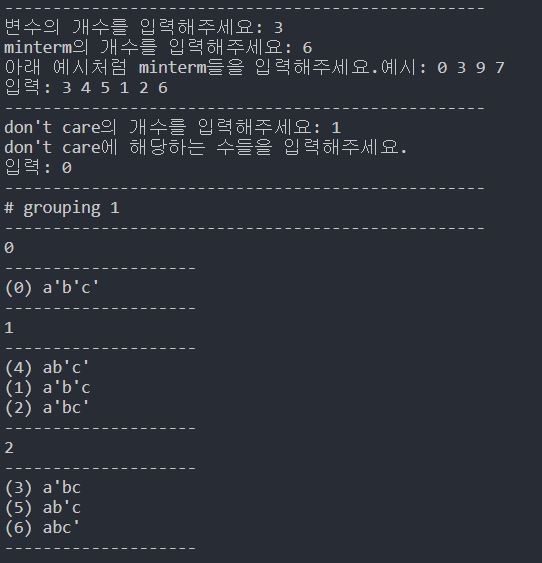 --------------------------------------------------
변수의 개수를 입력해주세요: 3
minterm의 개수를 입력해주세요: 6
아래 예시처럼 minterm들을 입력해주세요.예시: 0 3 9 7
입력: 3 4 5 1 2 6
--------------------------------------------------
don't care의 개수를 입력해주세요: 1
don't care에 해당하는 수들을 입력해주세요.
입력: 0
--------------------------------------------------
# grouping 1
--------------------------------------------------
0
--------------------
(0) a'b'c'
--------------------
1
--------------------
(4) ab'c'
(1) a'b'c
(2) a'bc'
--------------------
2
--------------------
(3) a'bc
(5) ab'c
(6) abc'
--------------------